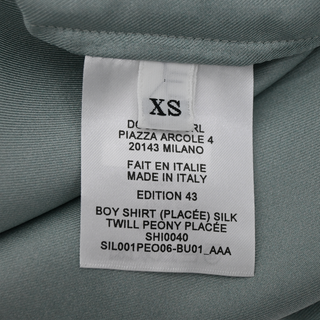 XS
PIAZZA ARCOLE 4
20143 MILANO
FAIT EN ITALIE
MADE IN ITALY
EDITION 43
BOY SHIRT (PLACÉE) SILK
TWILL PEONY PLACÉE
SHI0040
SIL001PEO06-BU01_AAA